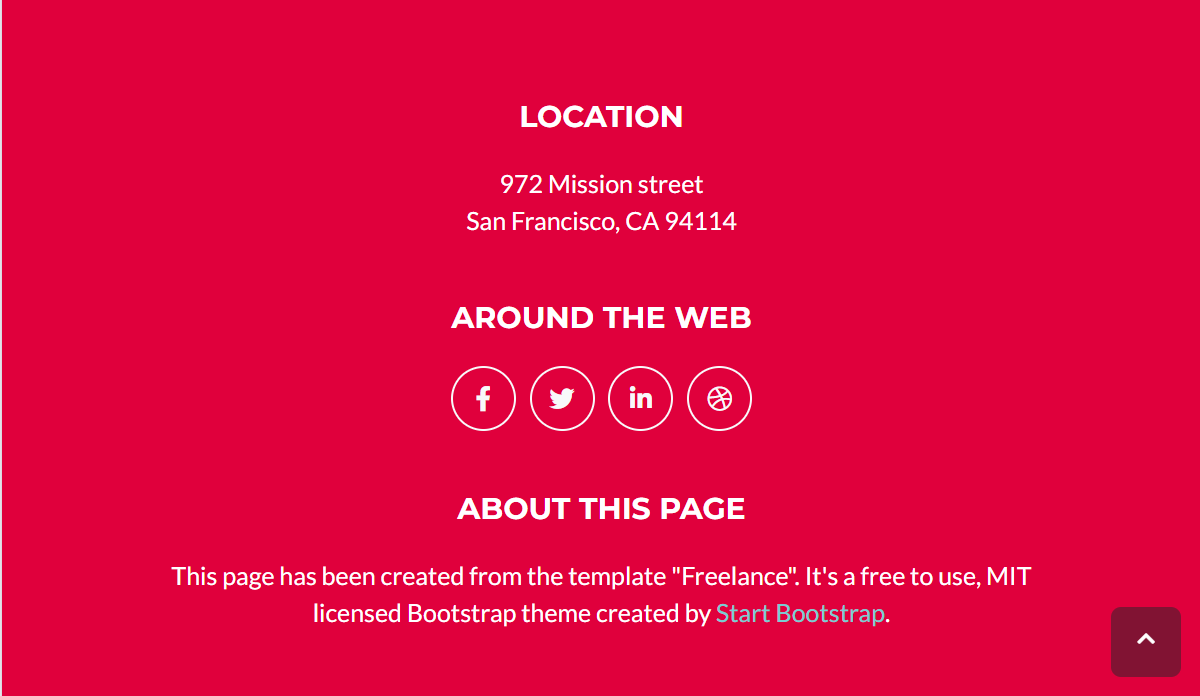 LOCATION
972 Mission street
San Francisco, CA 94114
AROUND THE WEB
ABOUT THIS PAGE
This page has been created from the template "Freelance". It's a free to use, MIT
licensed Bootstrap theme created by Start Bootstrap.